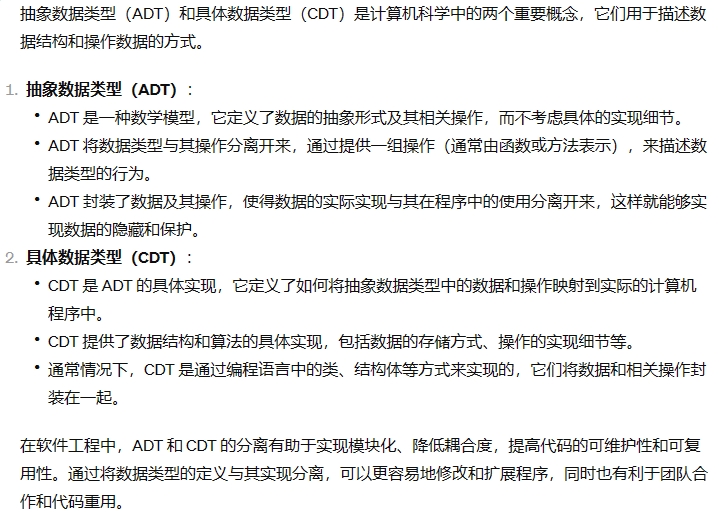 抽象数据类型（ADT）和具体数据类型（CDT）是计算机科学中的两个重要概念，它们用于描述数
据结构和操作数据的方式。
1. 抽象数据类型（ADT）：
• ADT 是一种数学模型，它定义了数据的抽象形式及其相关操作，而不考虑具体的实现细节。
• ADT 将数据类型与其操作分离开来，通过提供一组操作（通常由函数或方法表示），来描述数
据类型的行为。
• ADT 封装了数据及其操作，使得数据的实际实现与其在程序中的使用分离开来，这样就能够实
现数据的隐藏和保护。
2. 具体数据类型（CDT）：
• CDT 是 ADT 的具体实现，它定义了如何将抽象数据类型中的数据和操作映射到实际的计算机
程序中。
• CDT 提供了数据结构和算法的具体实现，包括数据的存储方式、操作的实现细节等。
• 通常情况下，CDT 是通过编程语言中的类、结构体等方式来实现的，它们将数据和相关操作封
装在一起。
在软件工程中，ADT 和 CDT 的分离有助于实现模块化、降低耦合度，提高代码的可维护性和可复
用性。通过将数据类型的定义与其实现分离，可以更容易地修改和扩展程序，同时也有利于团队合
作和代码重用。